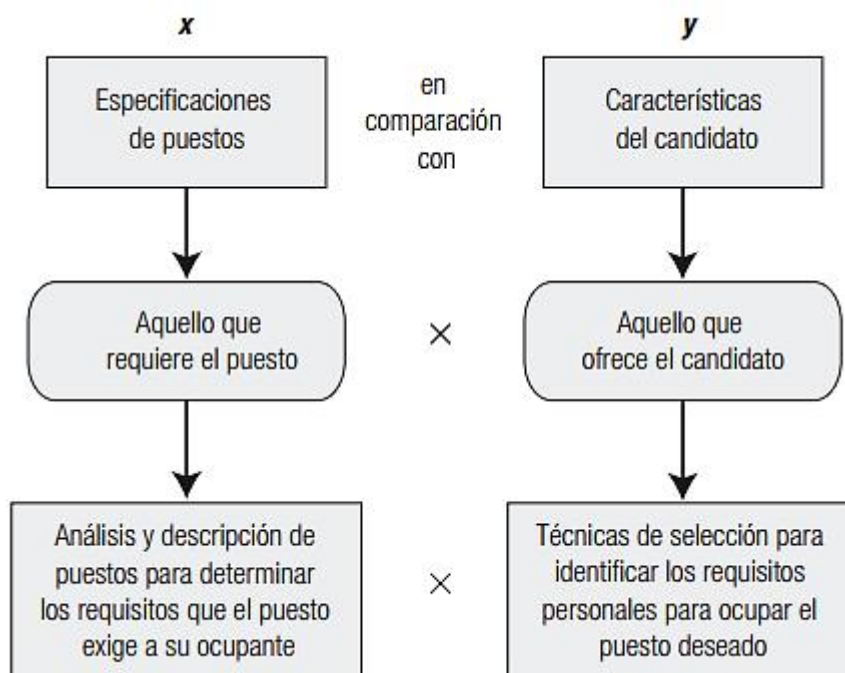 x
y
Especificaciones
de puestos
en
comparación
con
Características
del candidato
Aquello que
requiere el puesto
×
Aquello que
ofrece el candidato
Análisis y descripción de
puestos para determinar
los requisitos que el puesto
exige a su ocupante
×
Técnicas de selección para
identificar los requisitos
personales para ocupar el
puesto deseado